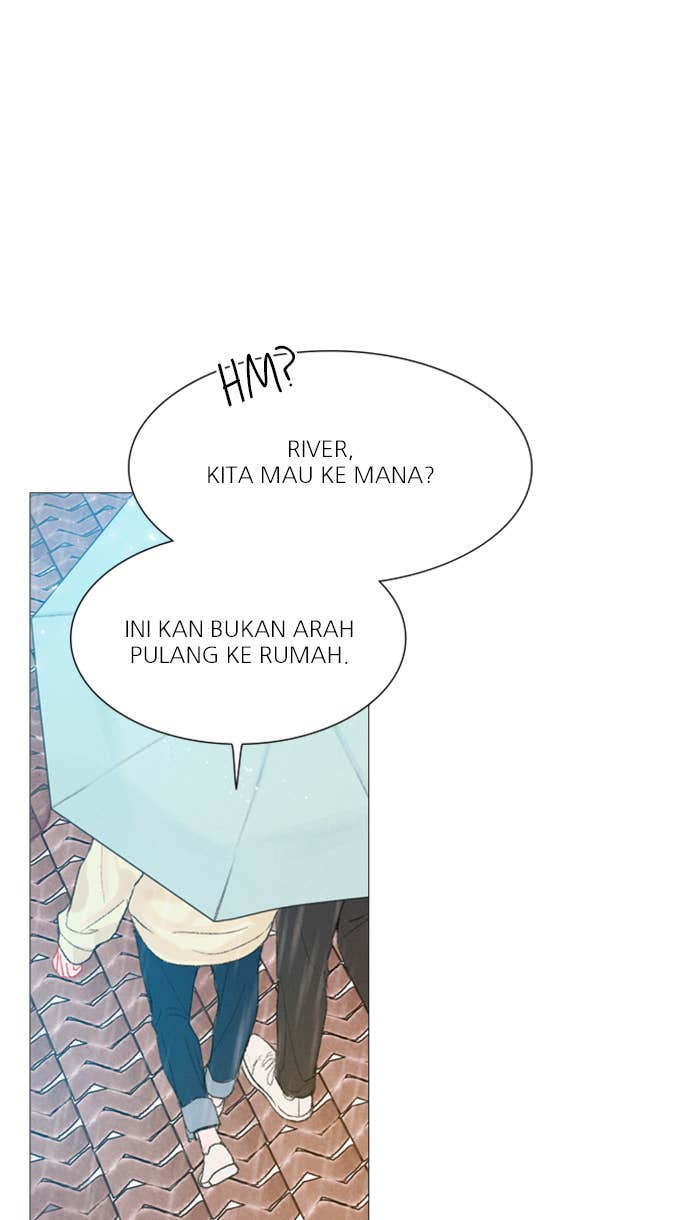 HM?
RIVER,
KITA MAU KE MANA?
INI KAN BUKAN ARAH
PULANG KE RUMAH.